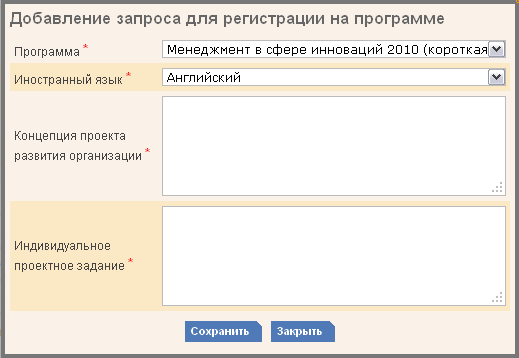 Добавление запроса для регистрации на программе
Программа * Менеджмент в сфере инноваций 2010 (короткая
Иностранный язык * Английский
Концепция проекта
развития организации *
Индивидуальное
проектное задание *
Сохранить Закрыть